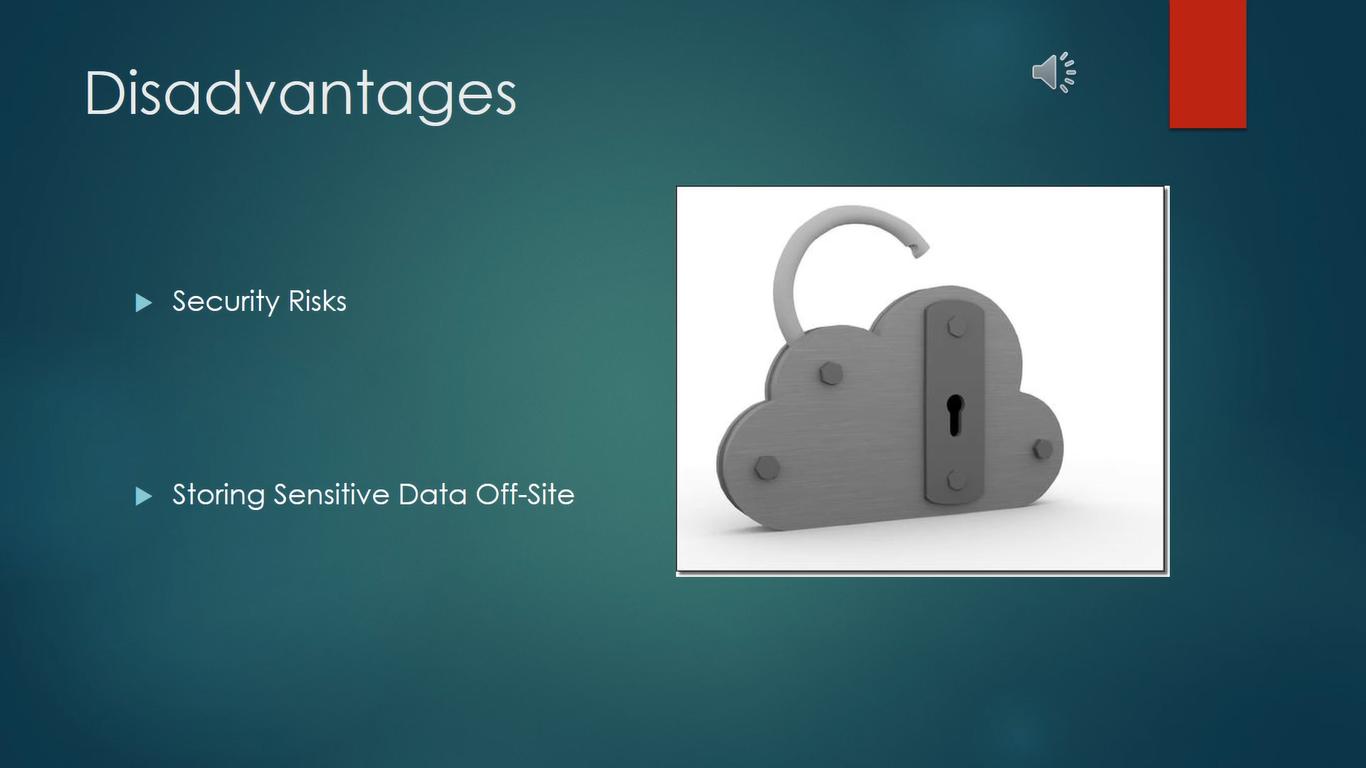 Disadvantages
Security Risks
Storing Sensitive Data Off-Site